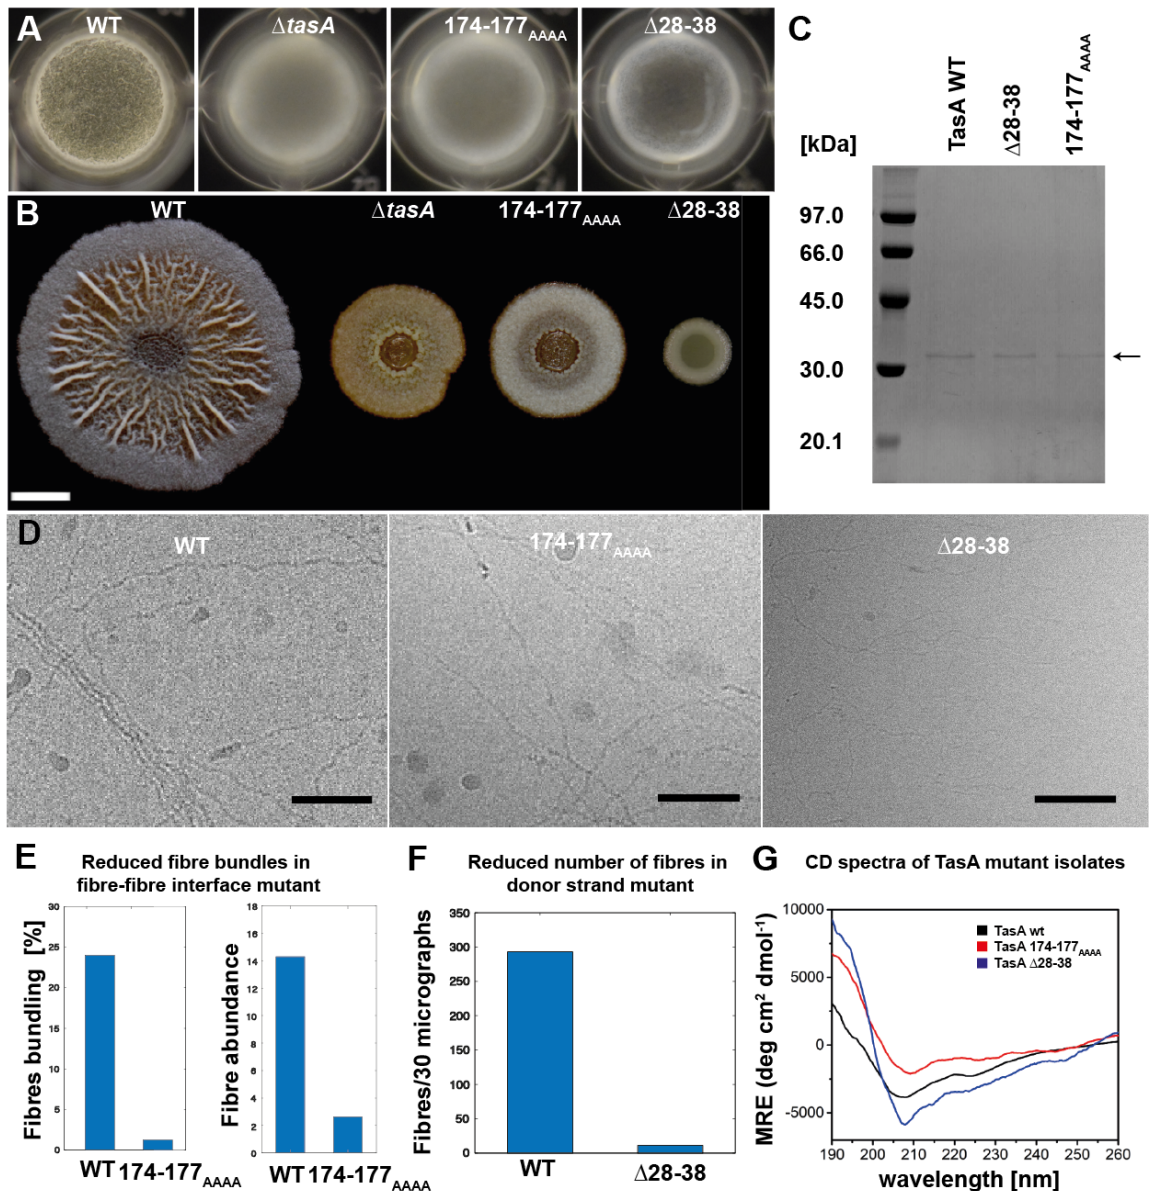 A
WT
ΔtasA
174-177AAAA
Δ28-38
B
WT
ΔtasA
174-177AAAA
Δ28-38
C
[kDa]
TasA WT
Δ28-38
174-177AAAA
97.0
66.0
45.0
30.0
20.1
D
WT
174-177AAAA
Δ28-38
E
Reduced fibre bundles in
fibre-fibre interface mutant
Fibres bundling [%]
30
25
20
15
10
5
0
WT 174-177AAAA
Fibre abundance
18
16
14
12
10
8
6
4
2
0
WT 174-177AAAA
F
Reduced number of fibres in
donor strand mutant
Fibres/30 micrographs
350
300
250
200
150
100
50
0
WT
Δ28-38
G
CD spectra of TasA mutant isolates
MRE (deg cm2 dmol-1)
10000
5000
0
-5000
TasA wt
TasA 174-177AAAA
TasA Δ28-38
190 200 210 220 230 240 250 260
wavelength [nm]